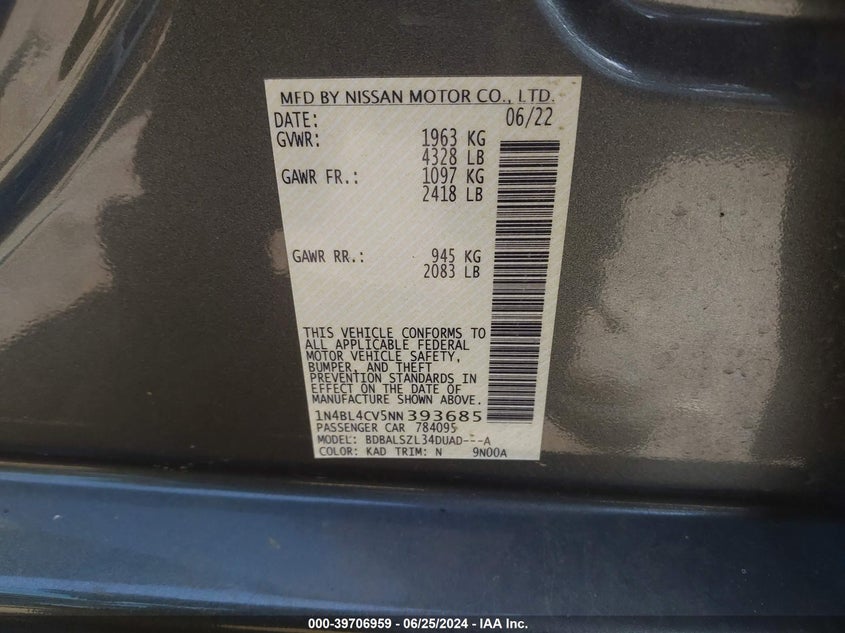 MFD BY NISSAN MOTOR CO., LTD.
DATE: 06/22
GVWR: 1963 KG
4328 LB
GAWR FR.: 1097 KG
2418 LB
GAWR RR.: 945 KG
2083 LB
THIS VEHICLE CONFORMS TO
ALL APPLICABLE FEDERAL
MOTOR VEHICLE SAFETY,
BUMPER, AND THEFT
PREVENTION STANDARDS IN
EFFECT ON THE DATE OF
MANUFACTURE SHOWN ABOVE.
1N4BL4CV5NN393685
PASSENGER CAR 784095
MODEL: BDBALSZL34DUAD---A
COLOR: KAD TRIM: N 9N00A
000-39706959 / 06/25/2024 - IAA Inc.